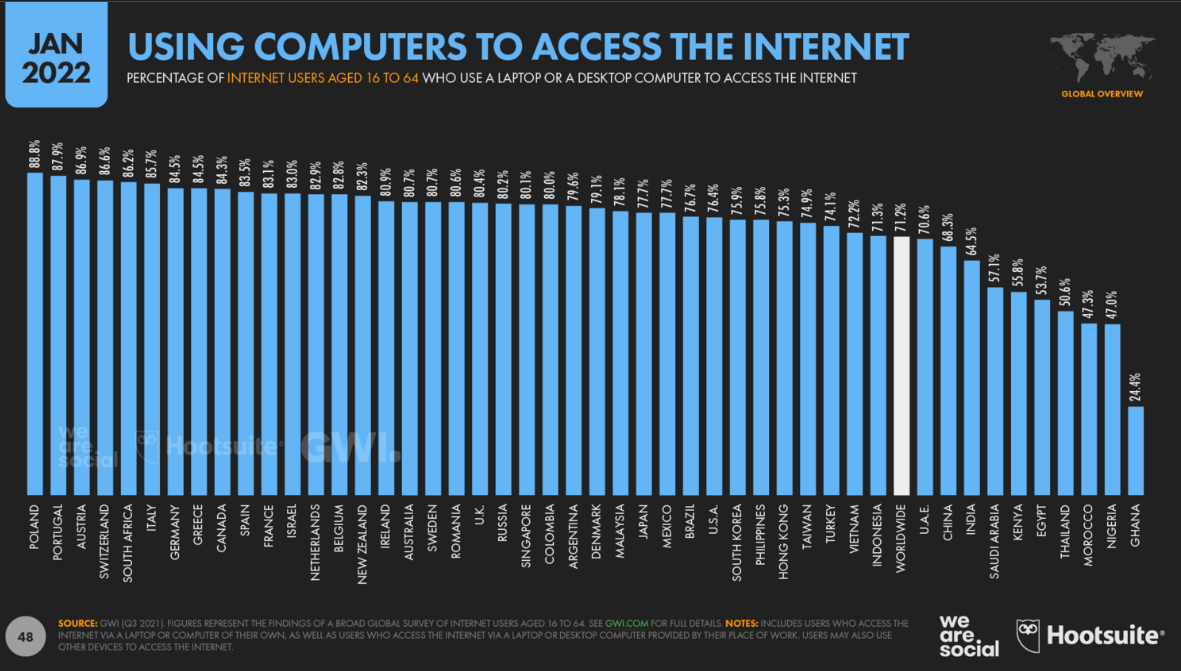 JAN
2022
USING COMPUTERS TO ACCESS THE INTERNET
PERCENTAGE OF INTERNET USERS AGED 16 TO 64 WHO USE A LAPTOP OR A DESKTOP COMPUTER TO ACCESS THE INTERNET
GLOBAL OVERVIEW
88.8%
87.9%
86.9%
86.6%
86.2%
85.7%
84.5%
84.5%
84.3%
83.5%
83.1%
83.0%
82.9%
82.8%
82.3%
80.9%
80.7%
80.7%
80.6%
80.4%
80.2%
80.1%
80.0%
79.6%
79.1%
78.1%
77.7%
77.7%
76.7%
76.4%
75.9%
75.8%
75.3%
74.9%
74.1%
72.2%
71.3%
71.2%
70.6%
68.3%
64.5%
57.1%
55.8%
53.7%
50.6%
47.3%
47.0%
24.4%
we
are
social
Hootsuite®
GWI.
POLAND
PORTUGAL
AUSTRIA
SWITZERLAND
SOUTH AFRICA
ITALY
GERMANY
GREECE
CANADA
SPAIN
FRANCE
ISRAEL
NETHERLANDS
BELGIUM
NEW ZEALAND
IRELAND
AUSTRALIA
SWEDEN
ROMANIA
U.K.
RUSSIA
SINGAPORE
COLOMBIA
ARGENTINA
DENMARK
MALAYSIA
JAPAN
MEXICO
BRAZIL
U.S.A.
SOUTH KOREA
PHILIPPINES
HONG KONG
TAIWAN
TURKEY
VIETNAM
INDONESIA
WORLDWIDE
U.A.E.
CHINA
INDIA
SAUDI ARABIA
KENYA
EGYPT
THAILAND
MOROCCO
NIGERIA
GHANA
48
SOURCE: GWI (Q3 2021). FIGURES REPRESENT THE FINDINGS OF A BROAD GLOBAL SURVEY OF INTERNET USERS AGED 16 TO 64. SEE GWI.COM FOR FULL DETAILS. NOTES: INCLUDES USERS WHO ACCESS THE
INTERNET VIA A LAPTOP OR COMPUTER OF THEIR OWN, AS WELL AS USERS WHO ACCESS THE INTERNET VIA A LAPTOP OR DESKTOP COMPUTER PROVIDED BY THEIR PLACE OF WORK. USERS MAY ALSO USE
OTHER DEVICES TO ACCESS THE INTERNET.
we
are
social
Hootsuite®